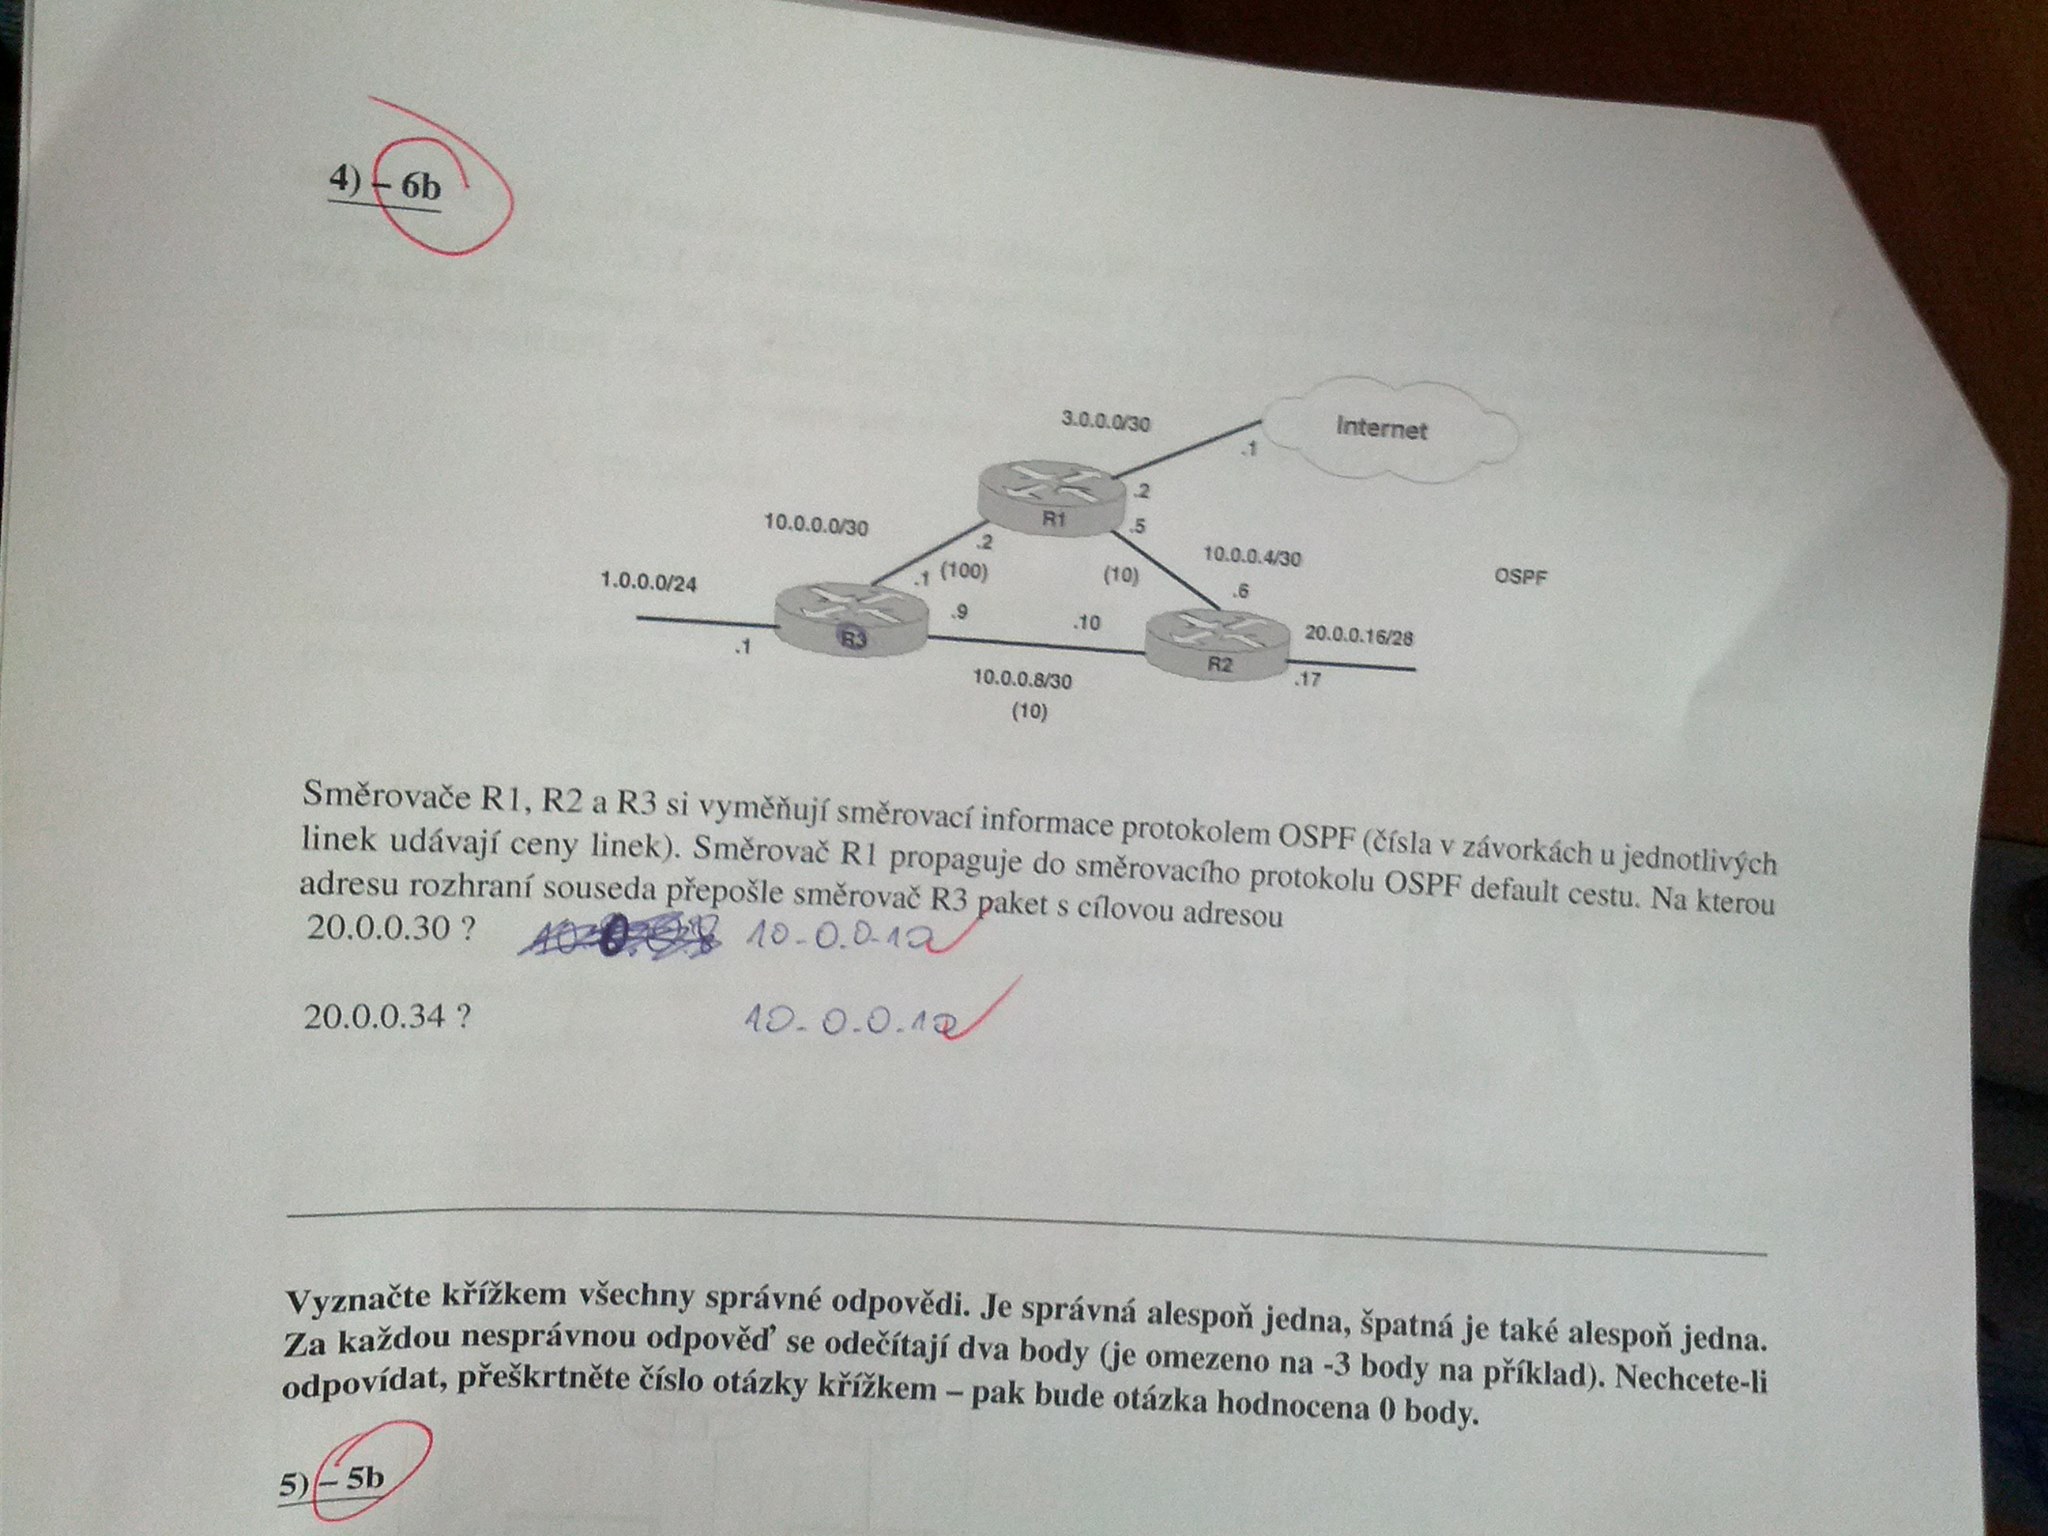 4) – 6b
3.0.0.0/30
Internet
.1
.2
R1
.5
10.0.0.0/30
.2
10.0.0.4/30
OSPF
1.0.0.0/24
.1 (100)
(10)
.6
.9
.10
R3
20.0.0.16/28
.1
R2
.17
10.0.0.8/30
(10)
Směrovače R1, R2 a R3 si vyměňují směrovací informace protokolem OSPF (čísla v závorkách u jednotlivých
linek udávají ceny linek). Směrovač R1 propaguje do směrovacího protokolu OSPF default cestu. Na kterou
adresu rozhraní souseda přepošle směrovač R3 paket s cílovou adresou
20.0.0.30 ? 10.0.0.10
20.0.0.34 ? 10.0.0.10
Vyznačte křížkem všechny správné odpovědi. Je správná alespoň jedna, špatná je také alespoň jedna.
Za každou nesprávnou odpověď se odečítají dva body (je omezeno na -3 body na příklad). Nechcete-li
odpovídat, přeškrtněte číslo otázky křížkem – pak bude otázka hodnocena 0 body.
5) – 5b